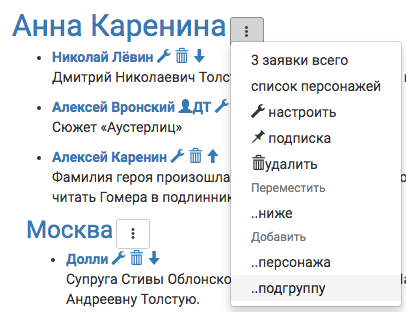 Анна Каренина
Николай Лёвин
Дмитрий Николаевич Толст
Алексей Вронский ДТ
Сюжет «Аустерлиц»
Алексей Каренин
Фамилия героя произошла
читать Гомера в подлинник
Москва
Долли
Супруга Стивы Облонско
Андреевну Толстую.
3 заявки всего
список персонажей
настроить
подписка
удалить
Переместить
..ниже
Добавить
..персонажа
..подгруппу